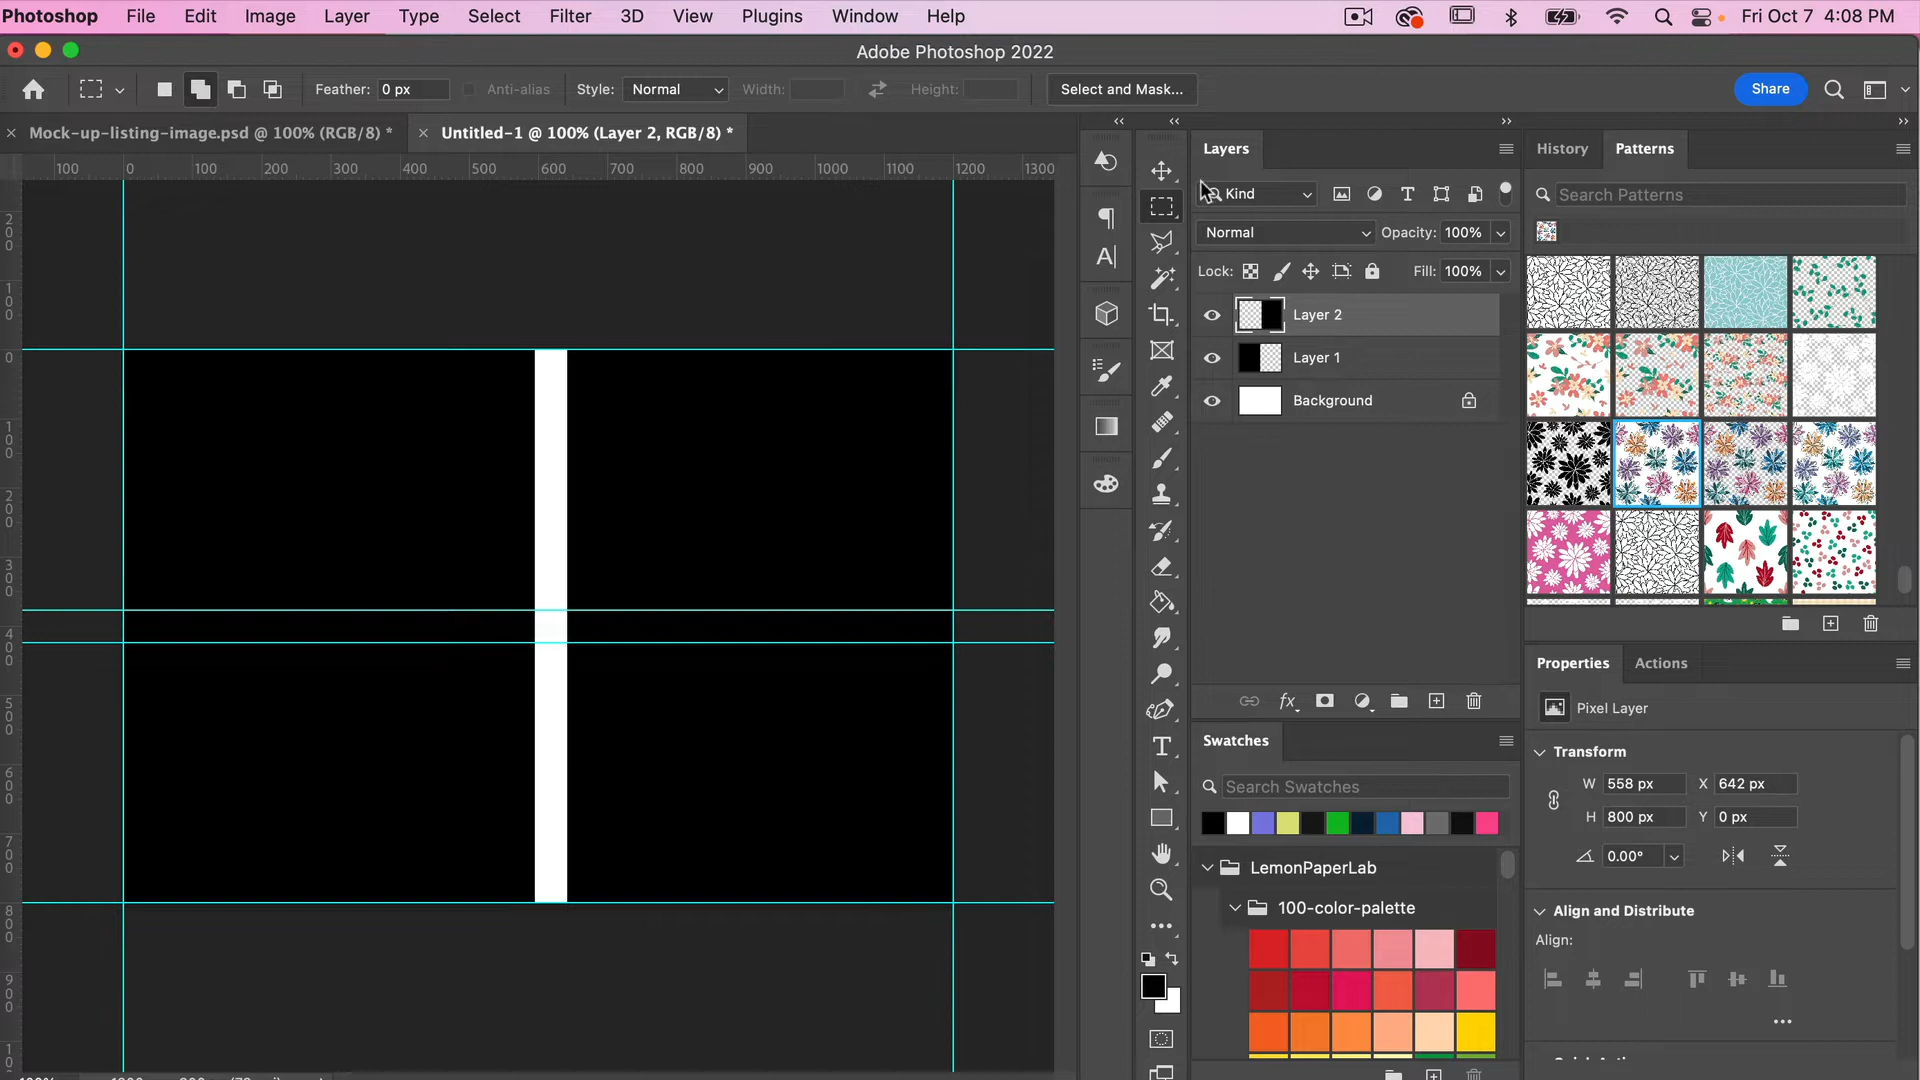 Photoshop File Edit Image Layer Type Select Filter 3D View Plugins Window Help Fri Oct 7 4:08 PM
Adobe Photoshop 2022
Feather: 0 px Anti-alias Style: Normal Width: Height: Select and Mask... Share
Mock-up-listing-image.psd @ 100% (RGB/8) * Untitled-1 @ 100% (Layer 2, RGB/8) *
100 0 100 200 300 400 500 600 700 800 900 1000 1100 1200 1300
200
100
0
100
200
300
400
500
600
700
800
900
Layers
Kind
Normal Opacity: 100%
Lock: Fill: 100%
Layer 2
Layer 1
Background
fx
Swatches
Search Swatches
LemonPaperLab
100-color-palette
History Patterns
Search Patterns
Properties Actions
Pixel Layer
Transform
W 558 px X 642 px
H 800 px Y 0 px
0.00°
Align and Distribute
Align: